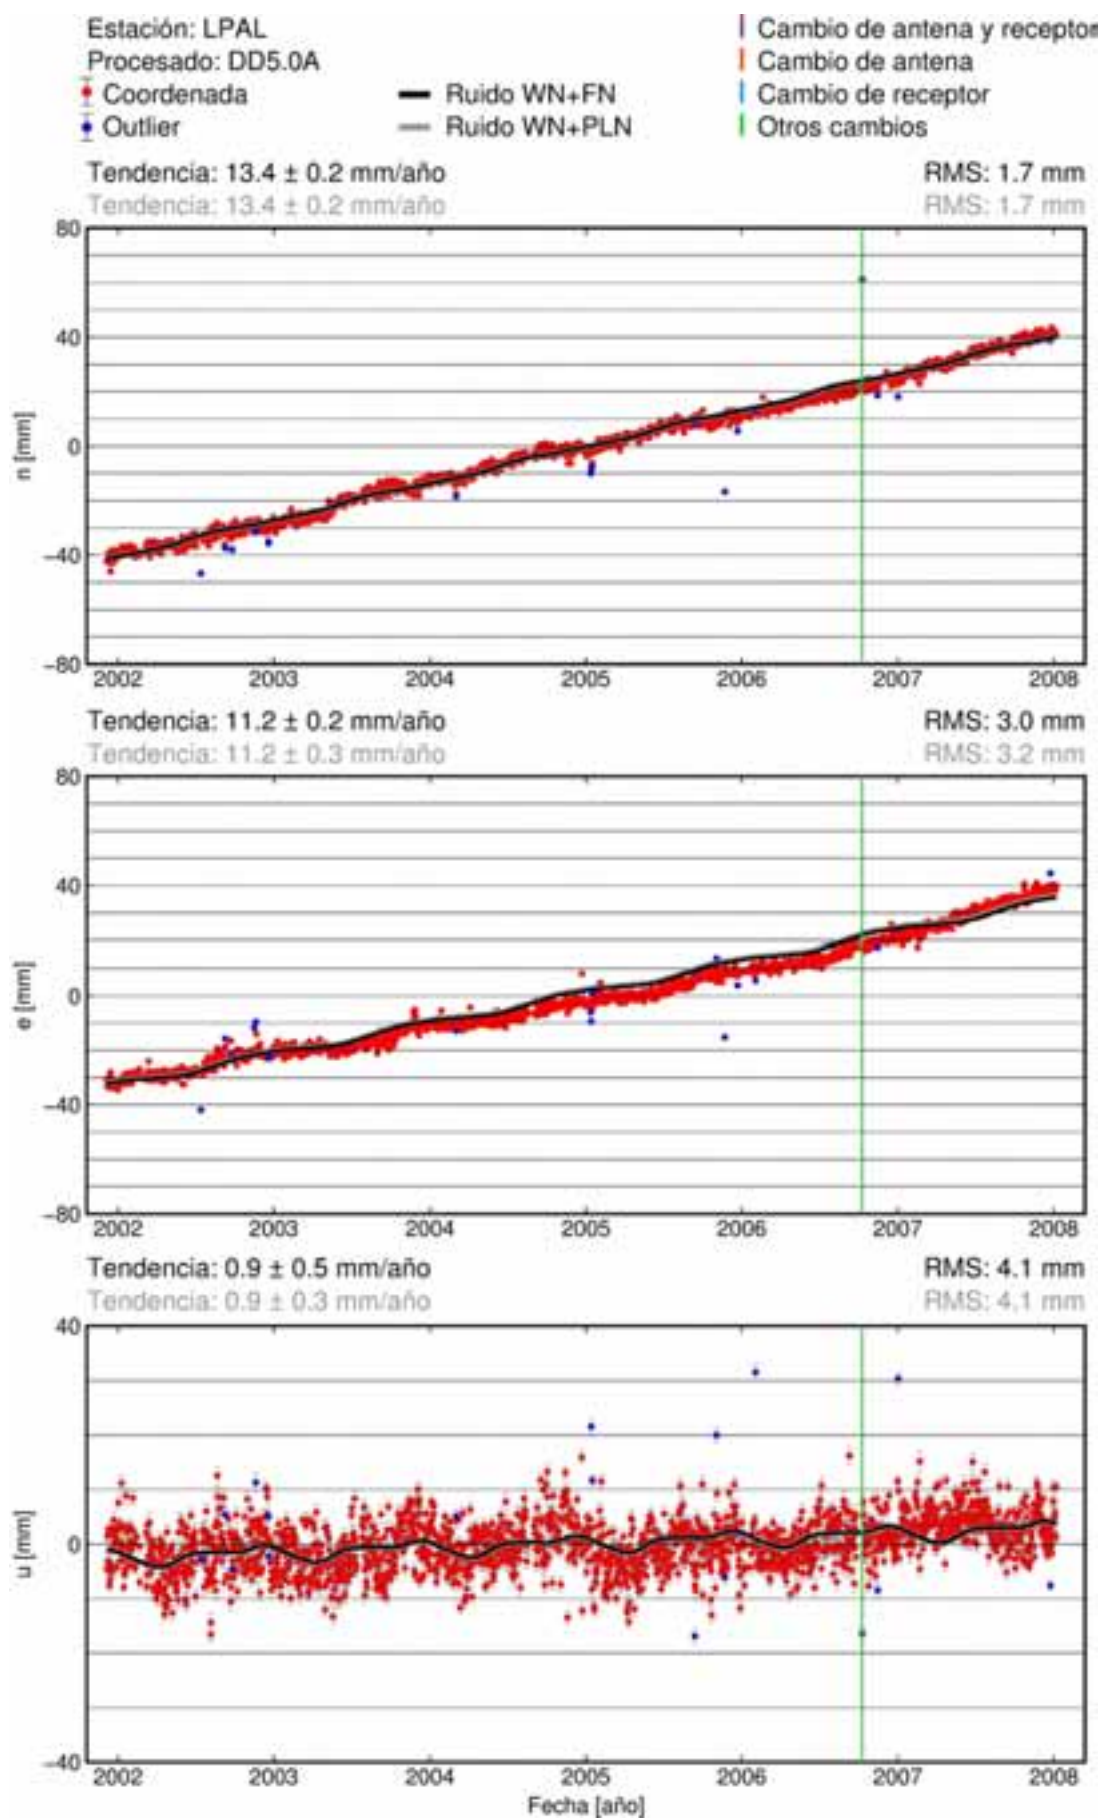 Estación: LPAL
Procesado: DD5.0A
Coordenada
Outlier
Ruido WN+FN
Ruido WN+PLN
Cambio de antena y receptor
Cambio de antena
Cambio de receptor
Otros cambios
Tendencia: 13.4 ± 0.2 mm/año RMS: 1.7 mm
Tendencia: 13.4 ± 0.2 mm/año RMS: 1.7 mm
80
40
0
−40
−80
n [mm]
2002 2003 2004 2005 2006 2007 2008
Tendencia: 11.2 ± 0.2 mm/año RMS: 3.0 mm
Tendencia: 11.2 ± 0.3 mm/año RMS: 3.2 mm
80
40
0
−40
−80
e [mm]
2002 2003 2004 2005 2006 2007 2008
Tendencia: 0.9 ± 0.5 mm/año RMS: 4.1 mm
Tendencia: 0.9 ± 0.3 mm/año RMS: 4.1 mm
40
0
−40
u [mm]
2002 2003 2004 2005 2006 2007 2008
Fecha [año]